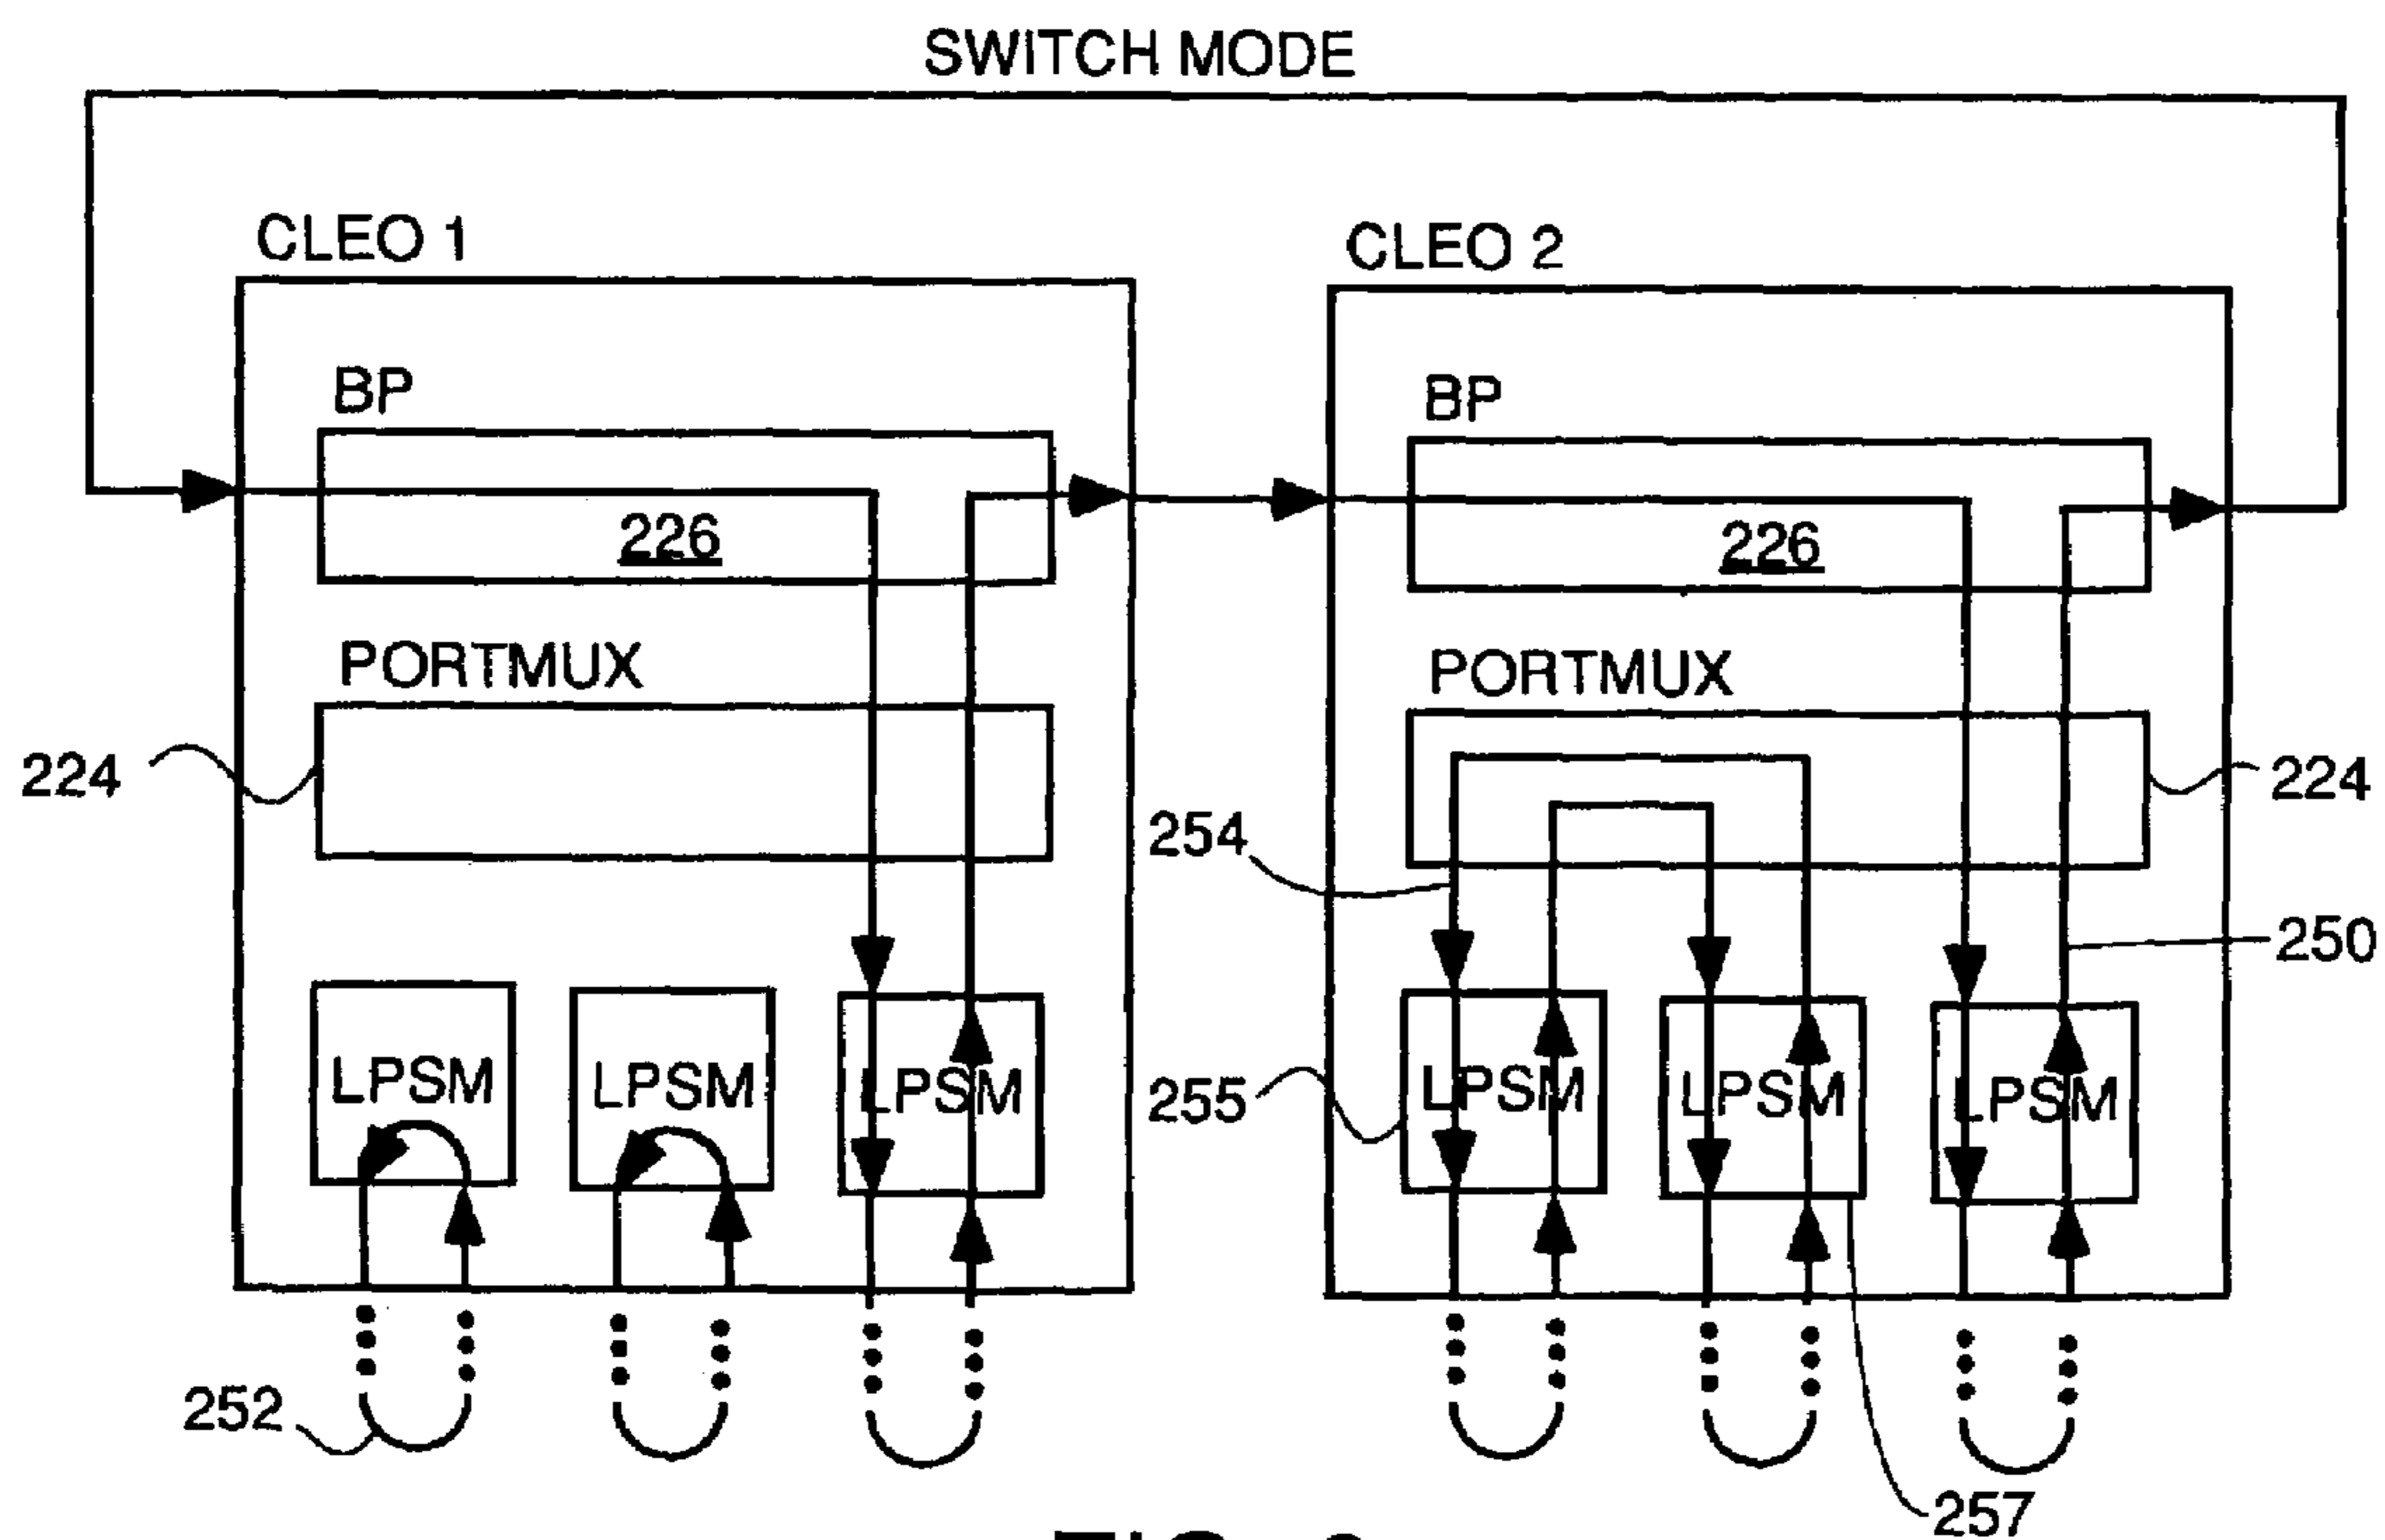 SWITCH MODE
CLEO 1
CLEO 2
BP
BP
226
226
PORTMUX
PORTMUX
224
224
254
250
LPSM
LPSM
LPSM
LPSM
LPSM
LPSM
255
252
257